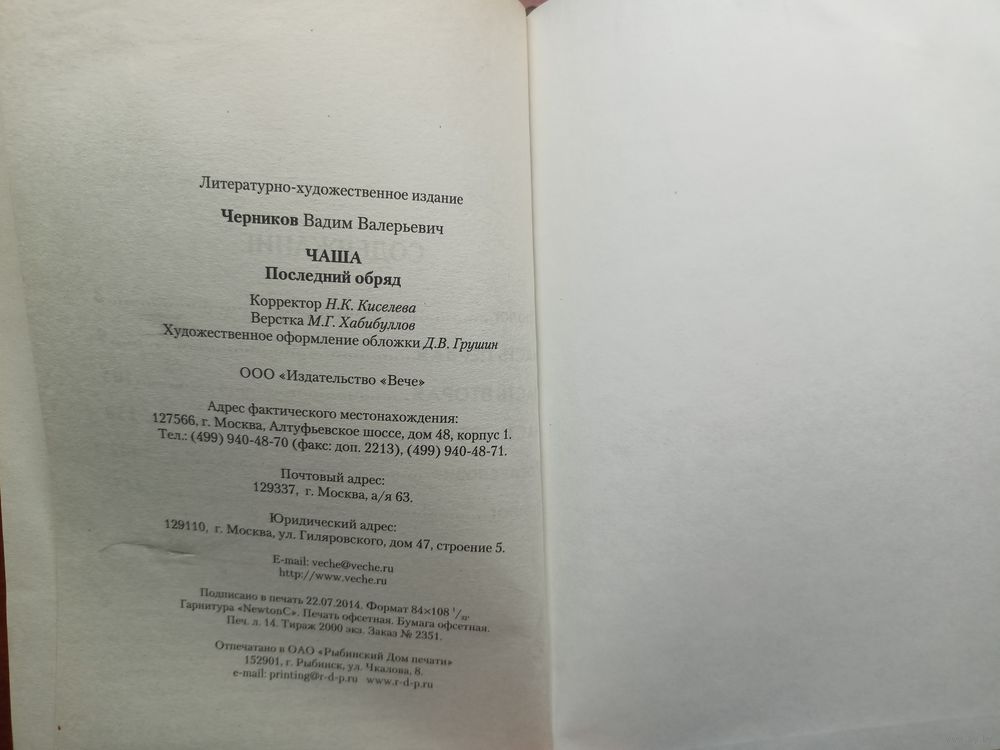 Литературно-художественное издание
Черников Вадим Валерьевич
ЧАША
Последний обряд
Корректор Н.К. Киселева
Верстка М.Г. Хабибуллов
Художественное оформление обложки Д.В. Грушин
ООО «Издательство «Вече»
Адрес фактического местонахождения:
127566, г. Москва, Алтуфьевское шоссе, дом 48, корпус 1.
Тел.: (499) 940-48-70 (факс: доп. 2213), (499) 940-48-71.
Почтовый адрес:
129337, г. Москва, а/я 63.
Юридический адрес:
129110, г. Москва, ул. Гиляровского, дом 47, строение 5.
E-mail: veche@veche.ru
http://www.veche.ru
Подписано в печать 22.07.2014. Формат 84×108
Гарнитура «NewtonC». Печать офсетная. Бумага офсетная.
Печ. л. 14. Тираж 2000 экз. Заказ № 2351.
Отпечатано в ОАО «Рыбинский Дом печати»
152901, г. Рыбинск, ул. Чкалова, 8.
e-mail: printing@r-d-p.ru www.r-d-p.ru